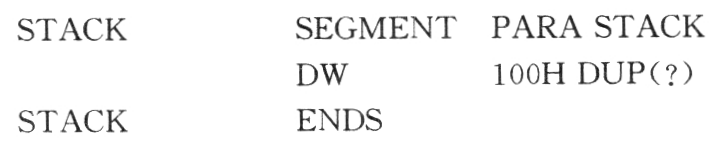 STACK SEGMENT PARA STACK
DW 100H DUP(?)
STACK ENDS